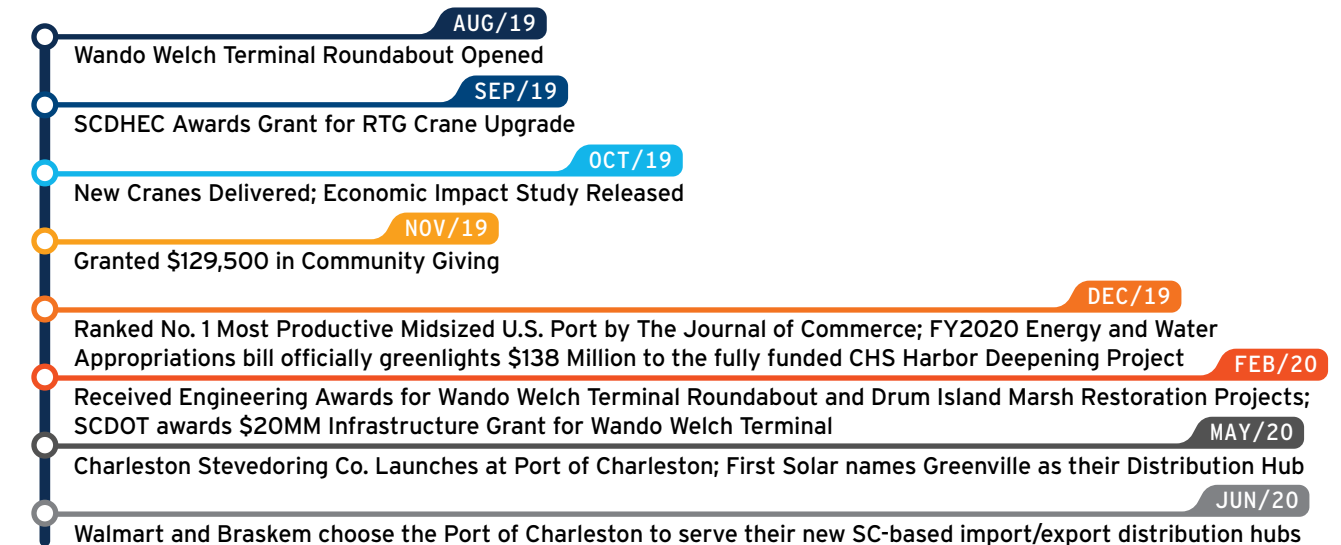 AUG/19
Wando Welch Terminal Roundabout Opened
SEP/19
SCDHEC Awards Grant for RTG Crane Upgrade
OCT/19
New Cranes Delivered; Economic Impact Study Released
NOV/19
Granted $129,500 in Community Giving
DEC/19
Ranked No. 1 Most Productive Midsized U.S. Port by The Journal of Commerce; FY2020 Energy and Water
Appropriations bill officially greenlights $138 Million to the fully funded CHS Harbor Deepening Project
FEB/20
Received Engineering Awards for Wando Welch Terminal Roundabout and Drum Island Marsh Restoration Projects;
SCDOT awards $20MM Infrastructure Grant for Wando Welch Terminal
MAY/20
Charleston Stevedoring Co. Launches at Port of Charleston; First Solar names Greenville as their Distribution Hub
JUN/20
Walmart and Braskem choose the Port of Charleston to serve their new SC-based import/export distribution hubs